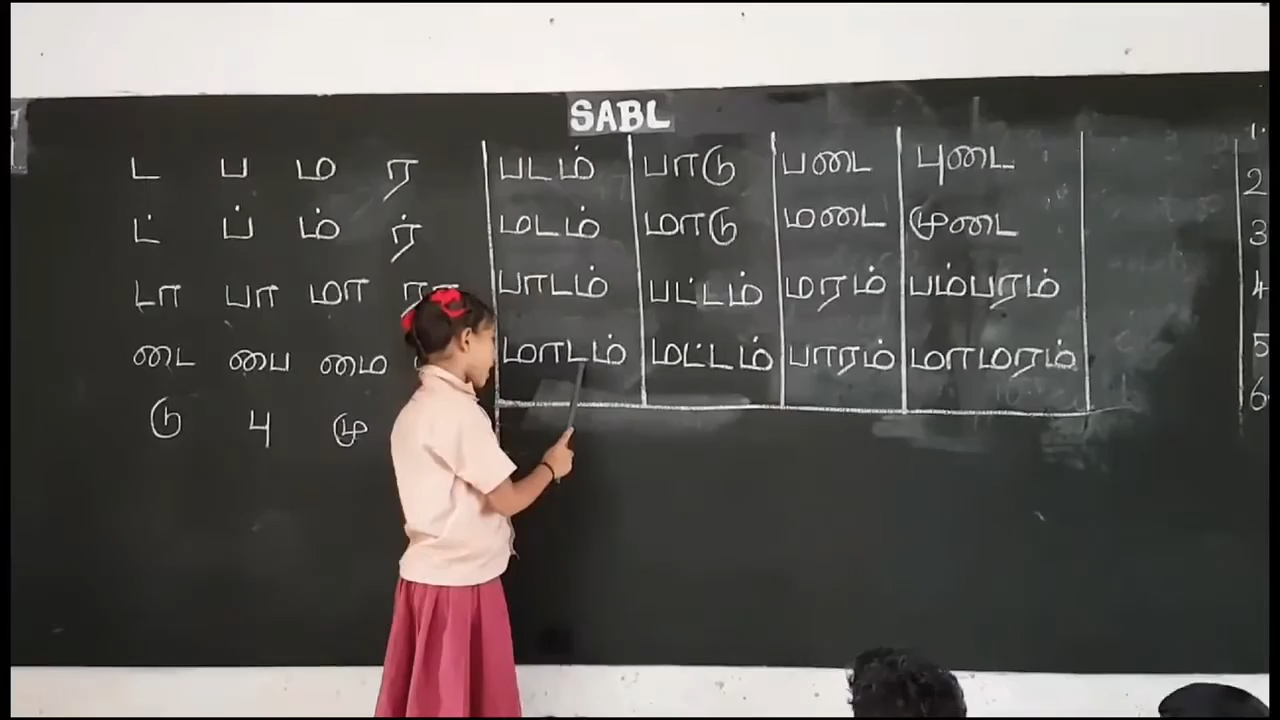 SABL
ட ப ம ர
ட் ப் ம் ர்
டா பா மா ரா
டை பை மை
டு பு மு
படம் பாடு படை புடை
மடம் மாடு மடை முடை
பாடம் பட்டம் மரம் பம்பரம்
மாடம் மட்டம் பாரம் மாமரம்
1.
2
3
4
5
6